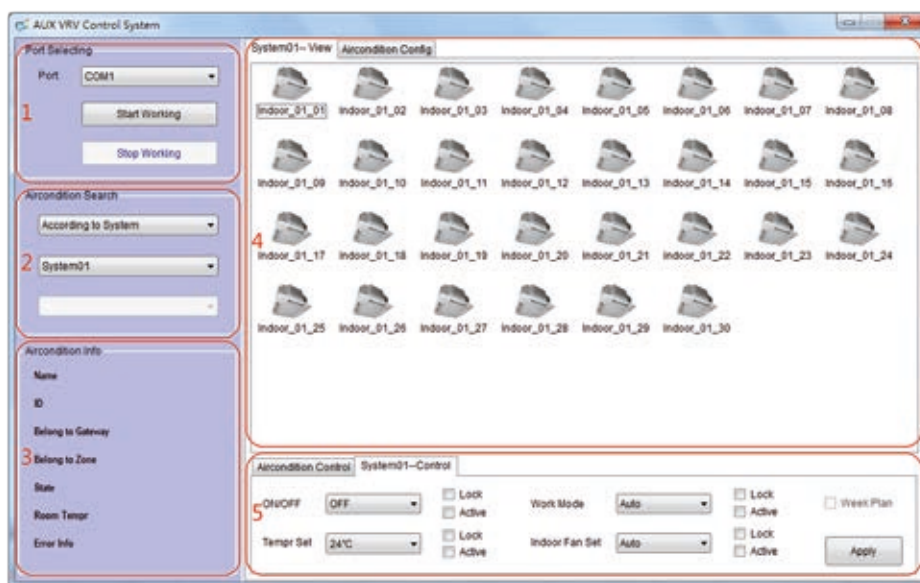 AUX VRV Control System
Port Selecting
Port COM1
1
Start Working
Stop Working
Aircondition Search
According to System
2 System01
Aircondition Info
Name
ID
Belong to Gateway
3 Belong to Zone
State
Room Tempr
Error Info
System01-- View Aircondition Config
Indoor_01_01 Indoor_01_02 Indoor_01_03 Indoor_01_04 Indoor_01_05 Indoor_01_06 Indoor_01_07 Indoor_01_08
Indoor_01_09 Indoor_01_10 Indoor_01_11 Indoor_01_12 Indoor_01_13 Indoor_01_14 Indoor_01_15 Indoor_01_16
4
Indoor_01_17 Indoor_01_18 Indoor_01_19 Indoor_01_20 Indoor_01_21 Indoor_01_22 Indoor_01_23 Indoor_01_24
Indoor_01_25 Indoor_01_26 Indoor_01_27 Indoor_01_28 Indoor_01_29 Indoor_01_30
Aircondition Control System01--Control
5 ON/OFF OFF Lock Active Work Mode Auto Lock Active Week Plan
Tempr Set 24℃ Lock Active Indoor Fan Set Auto Lock Active Apply